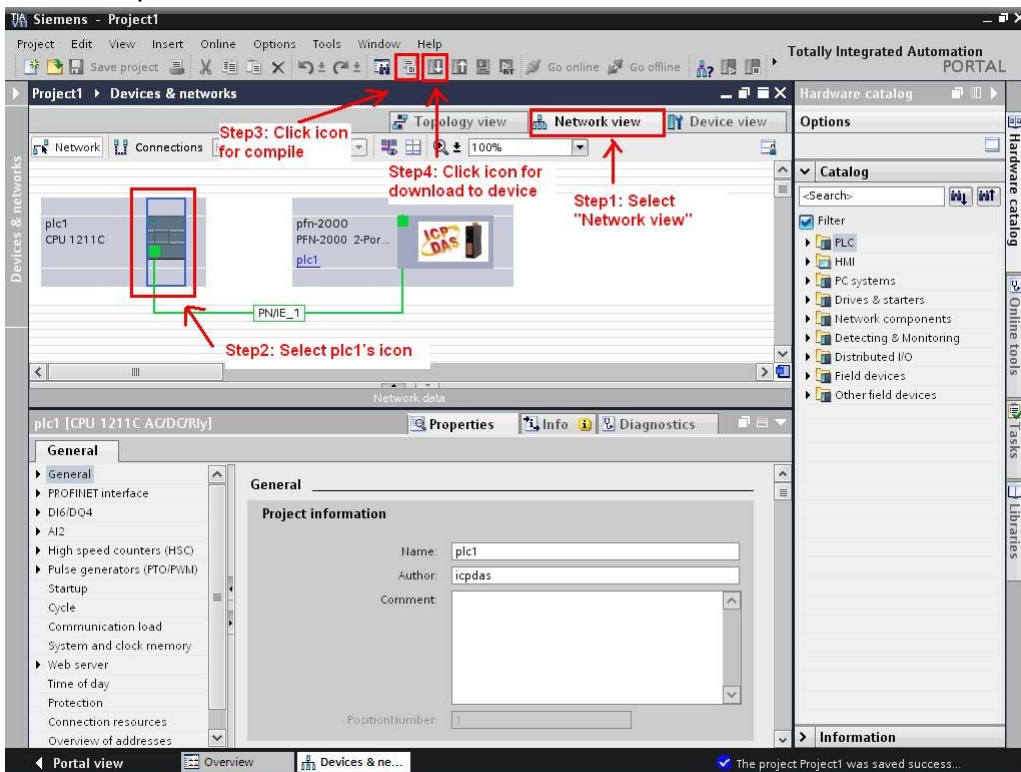 Siemens - Project1
Project Edit View Insert Online Options Tools Window Help
Save project
Go online
Go offline
Totally Integrated Automation
PORTAL
Project1 ▸ Devices & networks
Hardware catalog
Topology view
Network view
Device view
Options
Network
Connections
100%
Step3: Click icon
for compile
Step4: Click icon for
download to device
Step1: Select
"Network view"
Catalog
<Search>
Filter
PLC
HMI
PC systems
Drives & starters
Network components
Detecting & Monitoring
Distributed I/O
Field devices
Other field devices
plc1
CPU 1211C
pfn-2000
PFN-2000 2-Por...
plc1
ICP
DAS
PN/IE_1
Step2: Select plc1's icon
Network data
plc1 [CPU 1211C AC/DC/Rly]
Properties
Info
Diagnostics
General
General
PROFINET interface
DI6/DQ4
AI2
High speed counters (HSC)
Pulse generators (PTO/PWM)
Startup
Cycle
Communication load
System and clock memory
Web server
Time of day
Protection
Connection resources
Overview of addresses
General
Project information
Name: plc1
Author: icpdas
Comment:
PositionNumber: 1
Information
Devices & networks
Hardware catalog
Online tools
Tasks
Libraries
Portal view
Overview
Devices & ne...
The project Project1 was saved success...